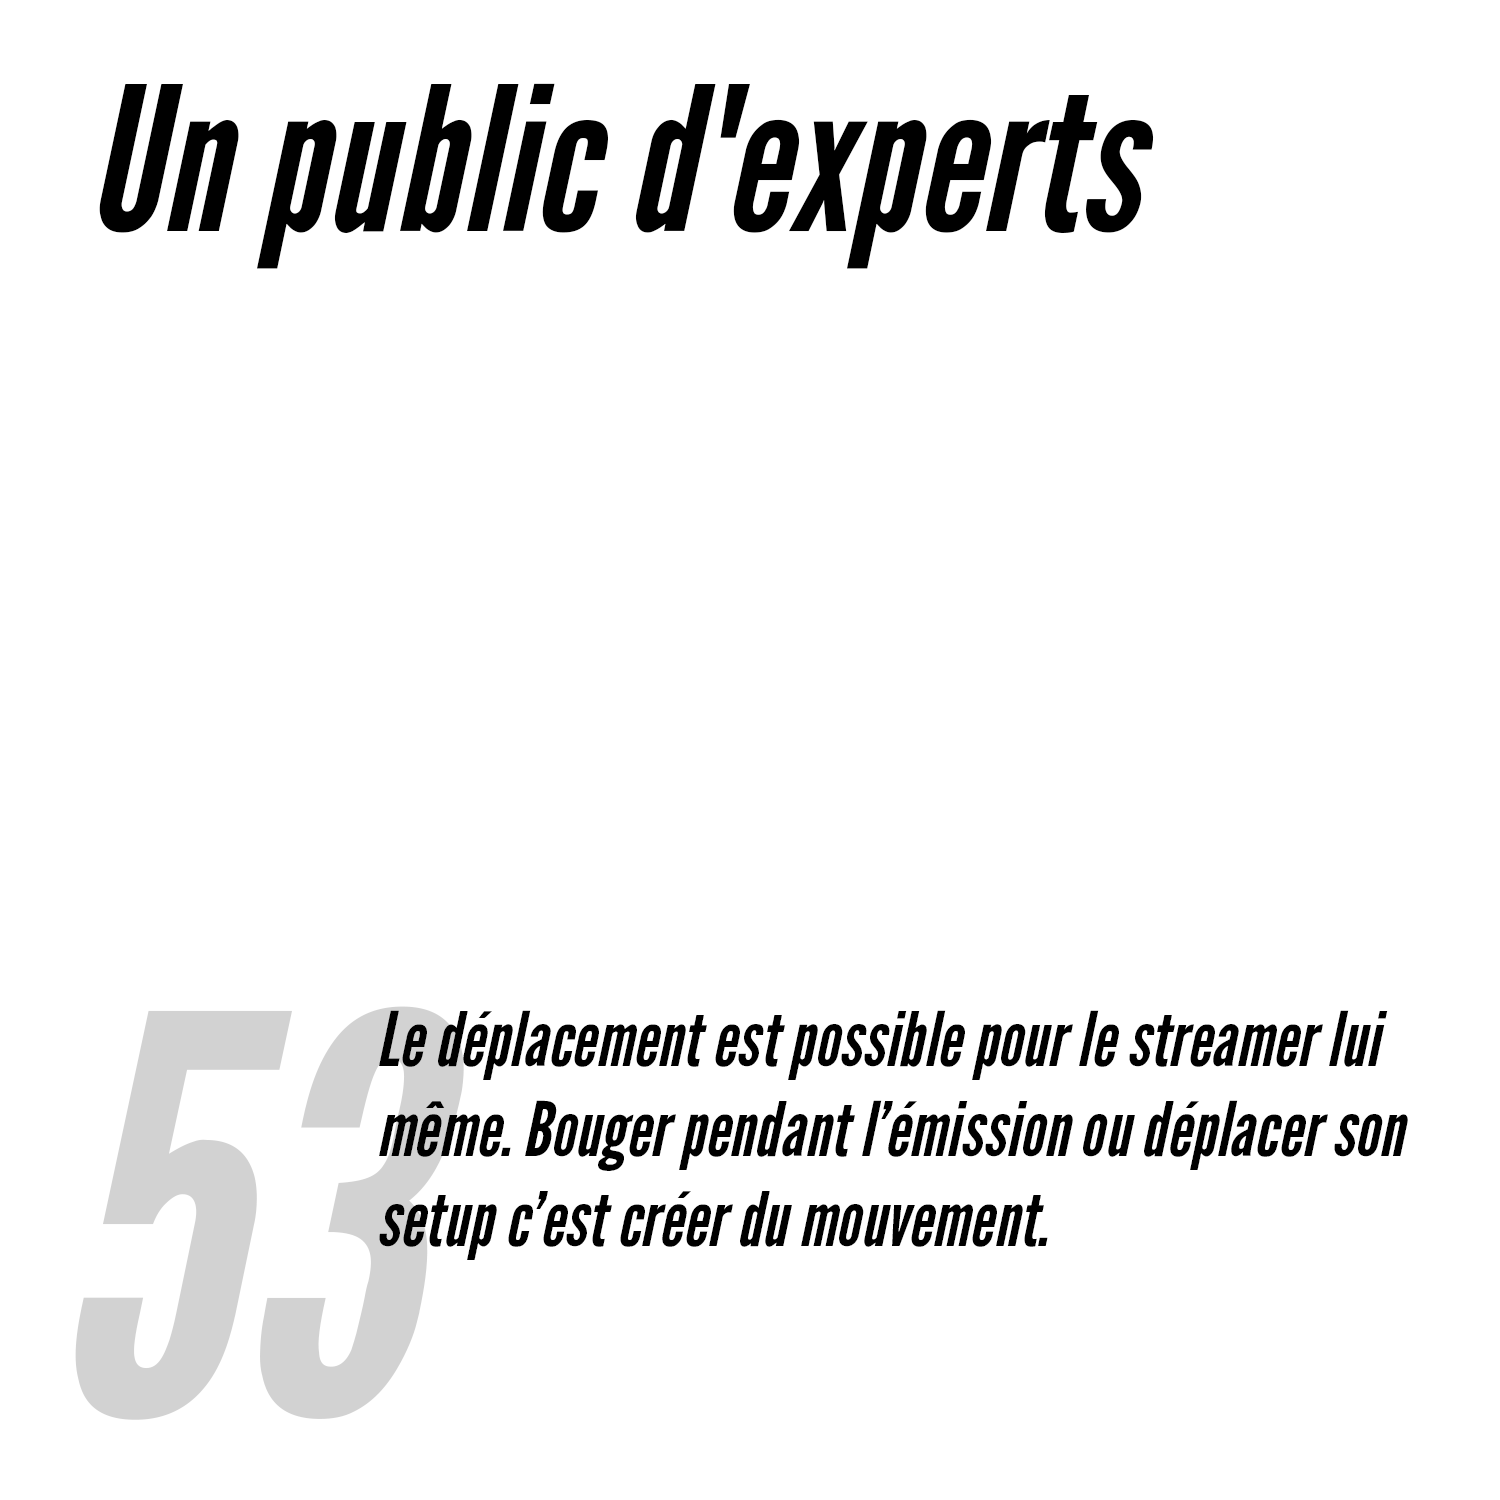 Un public d'experts
53
Le déplacement est possible pour le streamer lui
même. Bouger pendant l’émission ou déplacer son
setup c’est créer du mouvement.